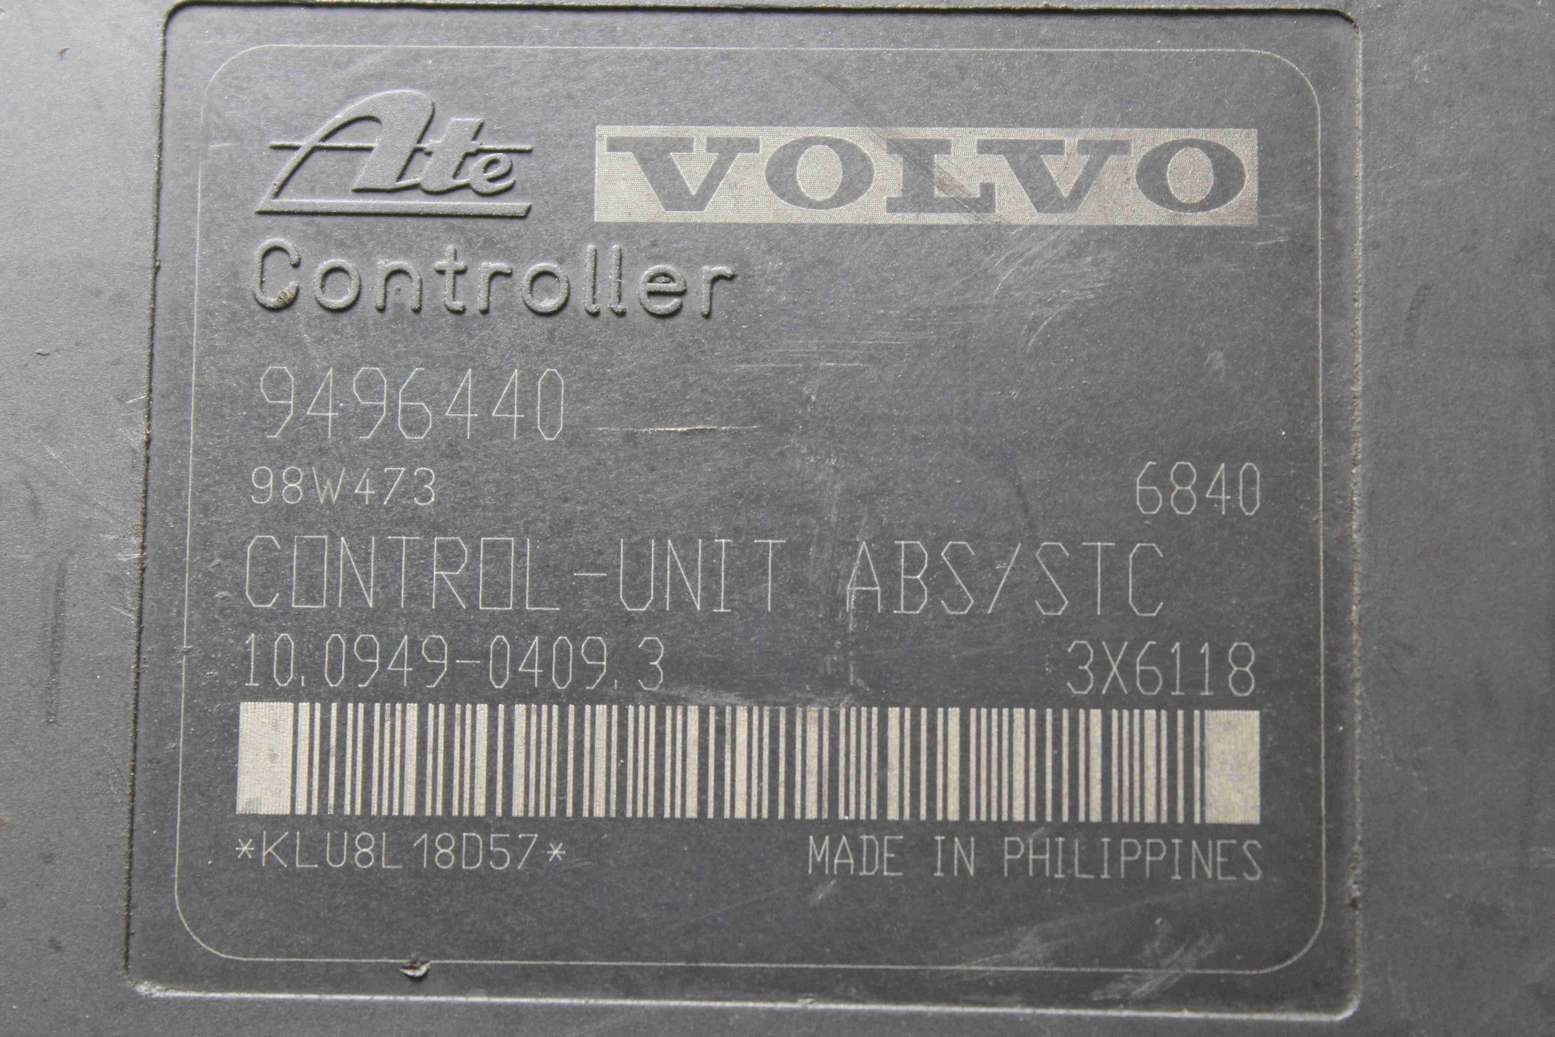 Ate VOLVO
Controller
9496440
98W473 6840
CONTROL-UNIT ABS/STC
10.0949-0409.3 3X6118
*KLU8L18D57* MADE IN PHILIPPINES